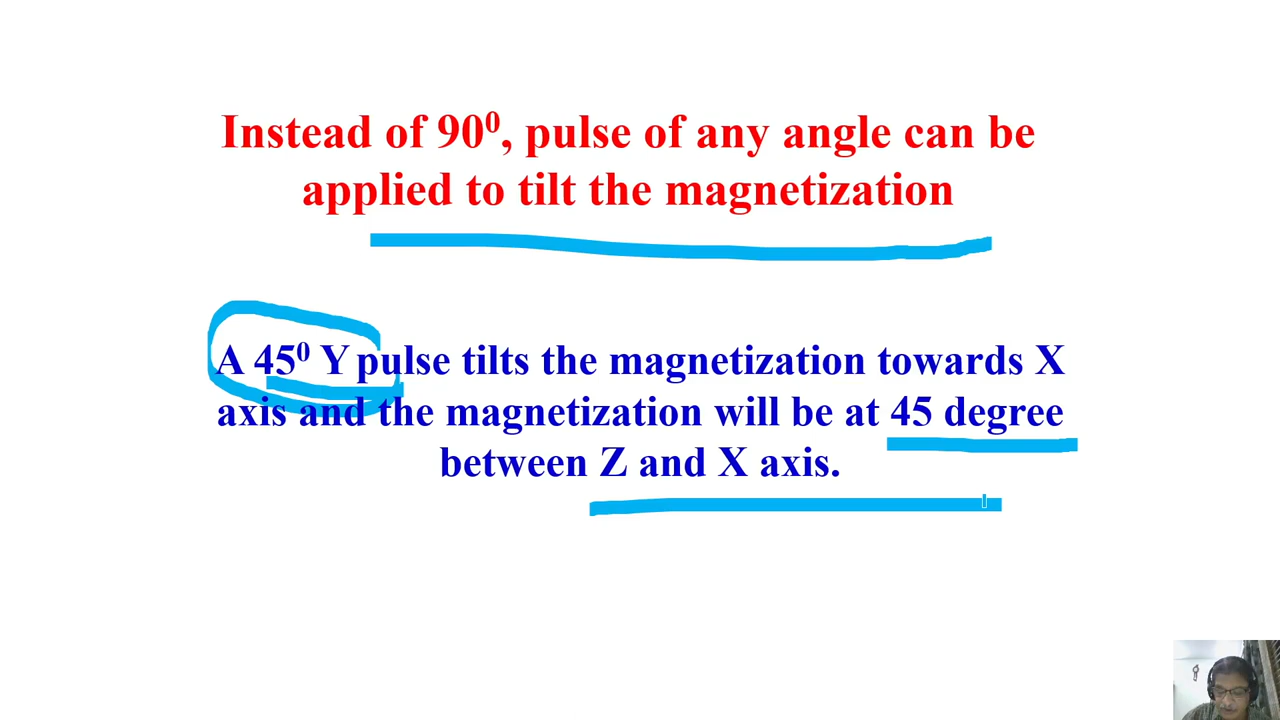 Instead of 90⁰, pulse of any angle can be
applied to tilt the magnetization
A 45⁰ Y pulse tilts the magnetization towards X
axis and the magnetization will be at 45 degree
between Z and X axis.